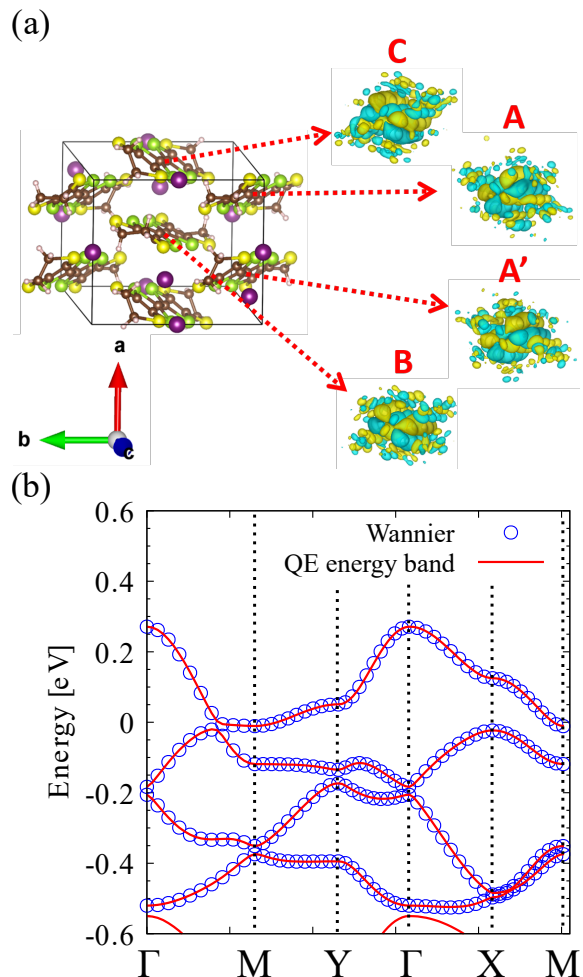 (a)
C
A
A’
B
a
b
c
(b)
0.6
0.4
0.2
0
-0.2
-0.4
-0.6
Energy [eV]
Wannier
QE energy band
Γ M Y Γ X M